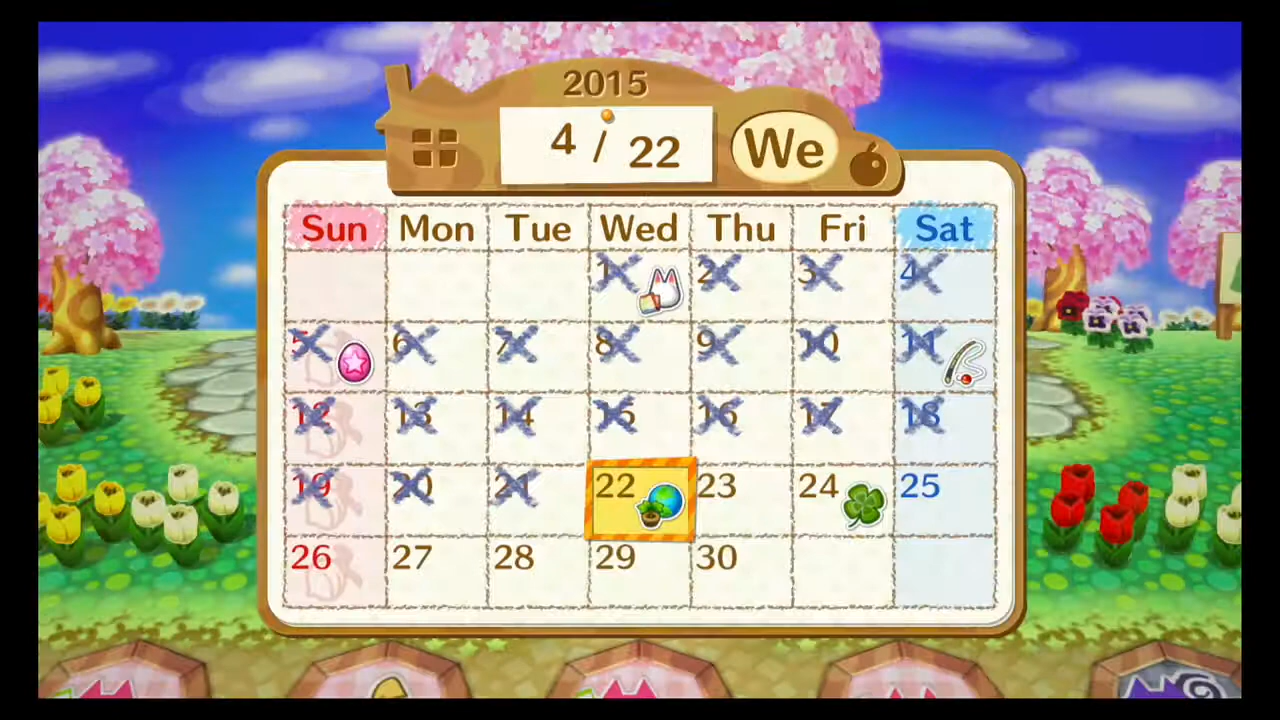 2015
4 / 22 We
Sun Mon Tue Wed Thu Fri Sat
1 2 3 4
5 6 7 8 9 10 11
12 13 14 15 16 17 18
19 20 21 22 23 24 25
26 27 28 29 30